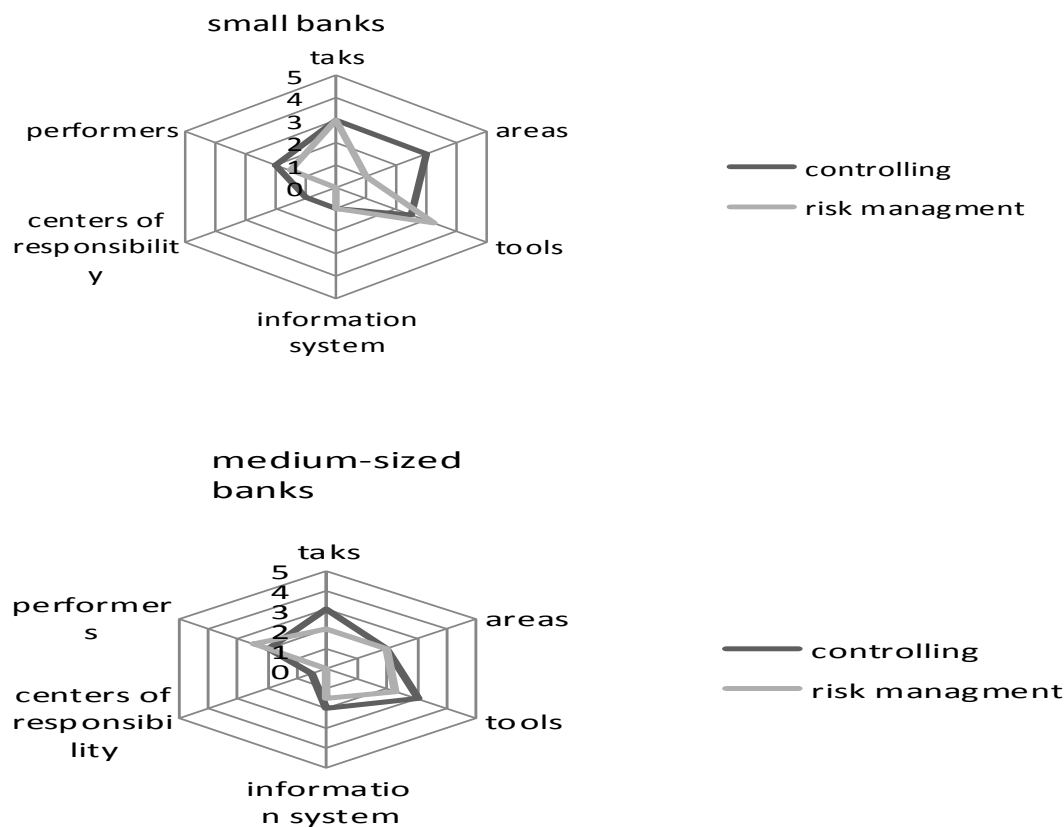 small banks
taks
5
4
3
2
1
0
performers
areas
centers of
responsibilit
y
tools
information
system
controlling
risk managment
medium-sized
banks
taks
5
4
3
2
1
0
performer
s
areas
centers of
responsibi
lity
tools
informatio
n system
controlling
risk managment